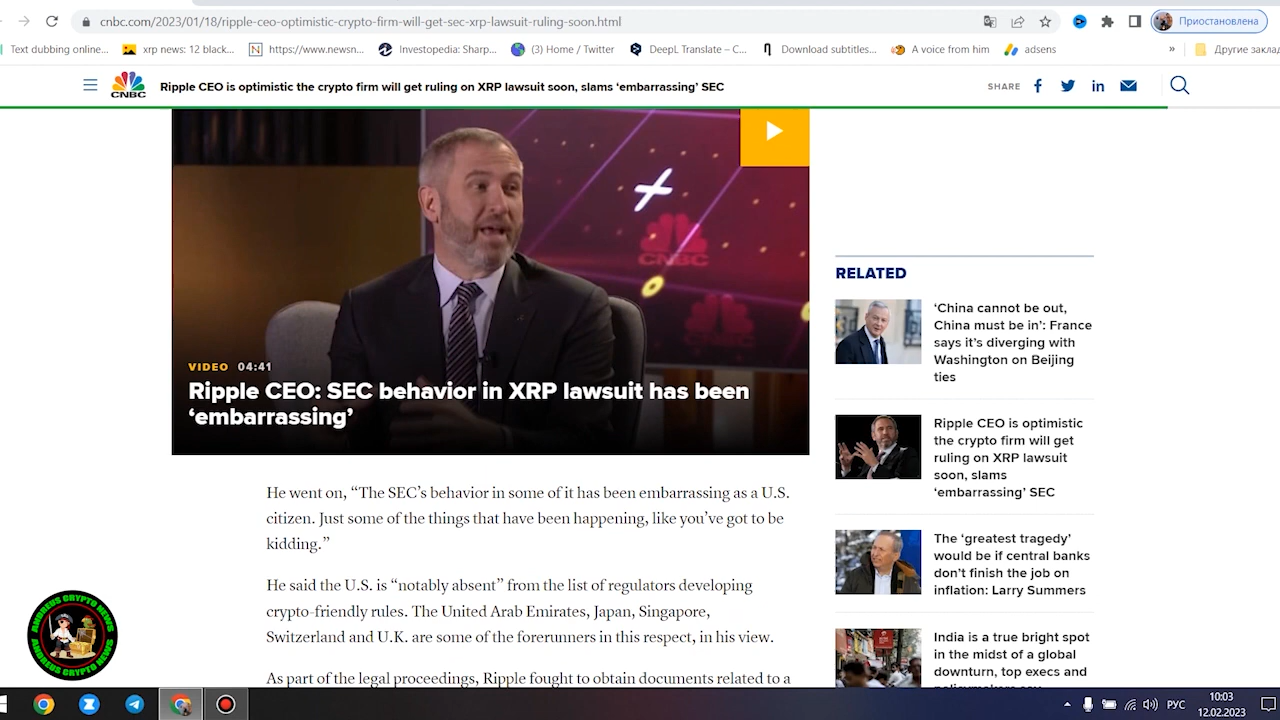 cnbc.com/2023/01/18/ripple-ceo-optimistic-crypto-firm-will-get-sec-xrp-lawsuit-ruling-soon.html
Приостановлена
Text dubbing online...
xrp news: 12 black...
https://www.newsn...
Investopedia: Sharp...
(3) Home / Twitter
DeepL Translate – C...
Download subtitles...
A voice from him
adsens
»
Другие закла
CNBC
Ripple CEO is optimistic the crypto firm will get ruling on XRP lawsuit soon, slams ‘embarrassing’ SEC
SHARE
CNBC
VIDEO 04:41
Ripple CEO: SEC behavior in XRP lawsuit has been
‘embarrassing’
He went on, “The SEC’s behavior in some of it has been embarrassing as a U.S.
citizen. Just some of the things that have been happening, like you’ve got to be
kidding.”
He said the U.S. is “notably absent” from the list of regulators developing
crypto-friendly rules. The United Arab Emirates, Japan, Singapore,
Switzerland and U.K. are some of the forerunners in this respect, in his view.
As part of the legal proceedings, Ripple fought to obtain documents related to a
RELATED
‘China cannot be out,
China must be in’: France
says it’s diverging with
Washington on Beijing
ties
Ripple CEO is optimistic
the crypto firm will get
ruling on XRP lawsuit
soon, slams
‘embarrassing’ SEC
The ‘greatest tragedy’
would be if central banks
don’t finish the job on
inflation: Larry Summers
India is a true bright spot
in the midst of a global
downturn, top execs and
ANDREUS CRYPTO NEWS
ANDREUS CRYPTO NEWS
РУС
10:03
12.02.2023